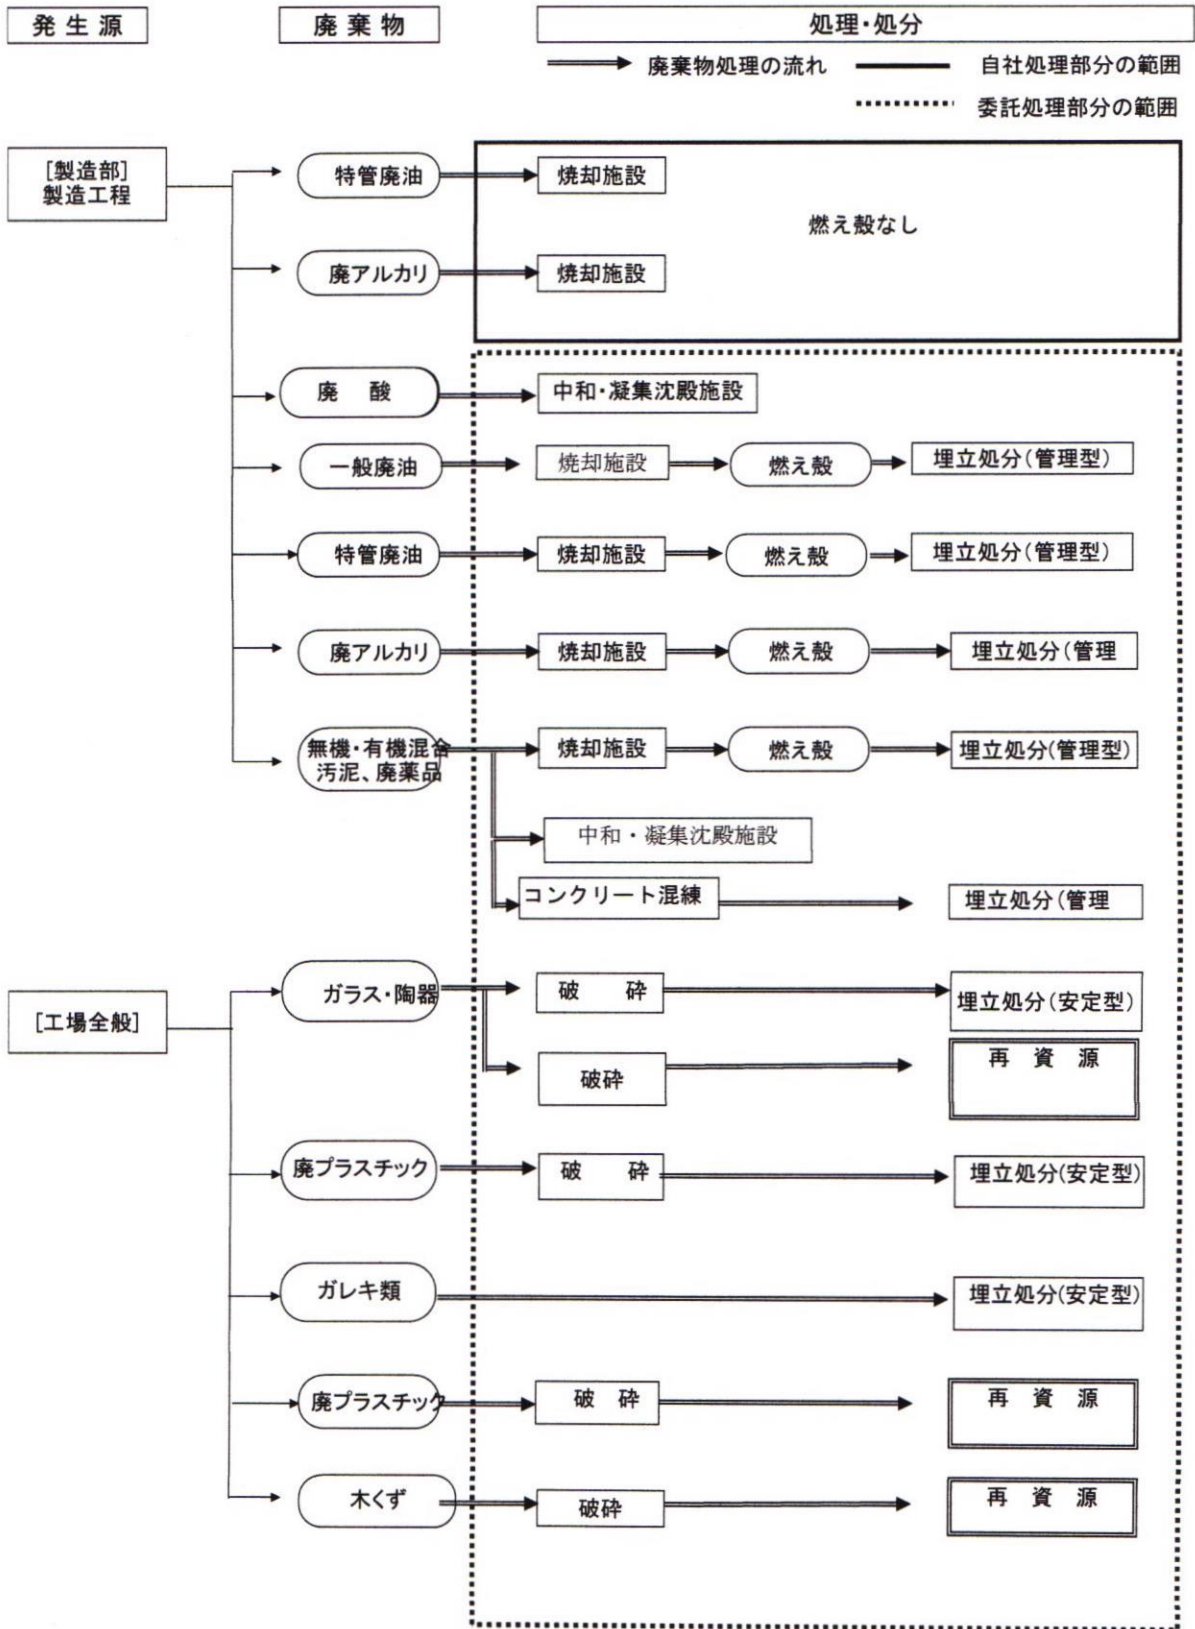 発生源
廃棄物
処理・処分
廃棄物処理の流れ
自社処理部分の範囲
委託処理部分の範囲
[製造部]
製造工程
特管廃油
焼却施設
燃え殻なし
廃アルカリ
焼却施設
廃 酸
中和・凝集沈殿施設
一般廃油
焼却施設
燃え殻
埋立処分(管理型)
特管廃油
焼却施設
燃え殻
埋立処分(管理型)
廃アルカリ
焼却施設
燃え殻
埋立処分(管理
無機・有機混合
汚泥、廃薬品
焼却施設
燃え殻
埋立処分(管理型)
中和・凝集沈殿施設
コンクリート混練
埋立処分(管理
[工場全般]
ガラス・陶器
破 砕
埋立処分(安定型)
破砕
再 資 源
廃プラスチック
破 砕
埋立処分(安定型)
ガレキ類
埋立処分(安定型)
廃プラスチック
破 砕
再 資 源
木くず
破砕
再 資 源